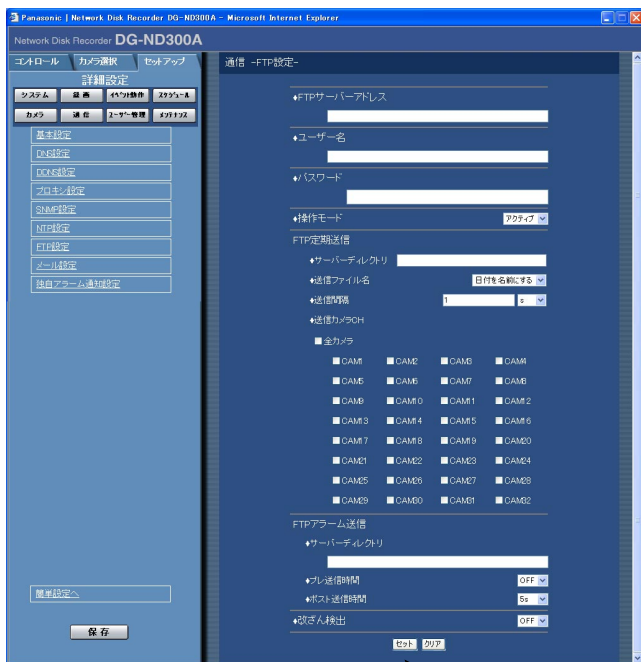 Panasonic | Network Disk Recorder DG-ND300A - Microsoft Internet Explorer
Network Disk Recorder DG-ND300A
コントロール カメラ選択 セットアップ
詳細設定
システム 録画 イベント動作 スケジュール
カメラ 通信 ユーザー管理 メンテナンス
基本設定
DNS設定
DDNS設定
プロキシ設定
SNMP設定
NTP設定
FTP設定
メール設定
独自アラーム通知設定
簡単設定へ
保存
通信 -FTP設定-
♦FTPサーバーアドレス
♦ユーザー名
♦パスワード
♦操作モード アクティブ
FTP定期送信
♦サーバーディレクトリ
♦送信ファイル名 日付を名前にする
♦送信間隔 1 s
♦送信カメラCH
全カメラ
CAM1 CAM2 CAM3 CAM4
CAM5 CAM6 CAM7 CAM8
CAM9 CAM10 CAM11 CAM12
CAM13 CAM14 CAM15 CAM16
CAM17 CAM18 CAM19 CAM20
CAM21 CAM22 CAM23 CAM24
CAM25 CAM26 CAM27 CAM28
CAM29 CAM30 CAM31 CAM32
FTPアラーム送信
♦サーバーディレクトリ
♦プレ送信時間 OFF
♦ポスト送信時間 5s
♦改ざん検出 OFF
セット クリア